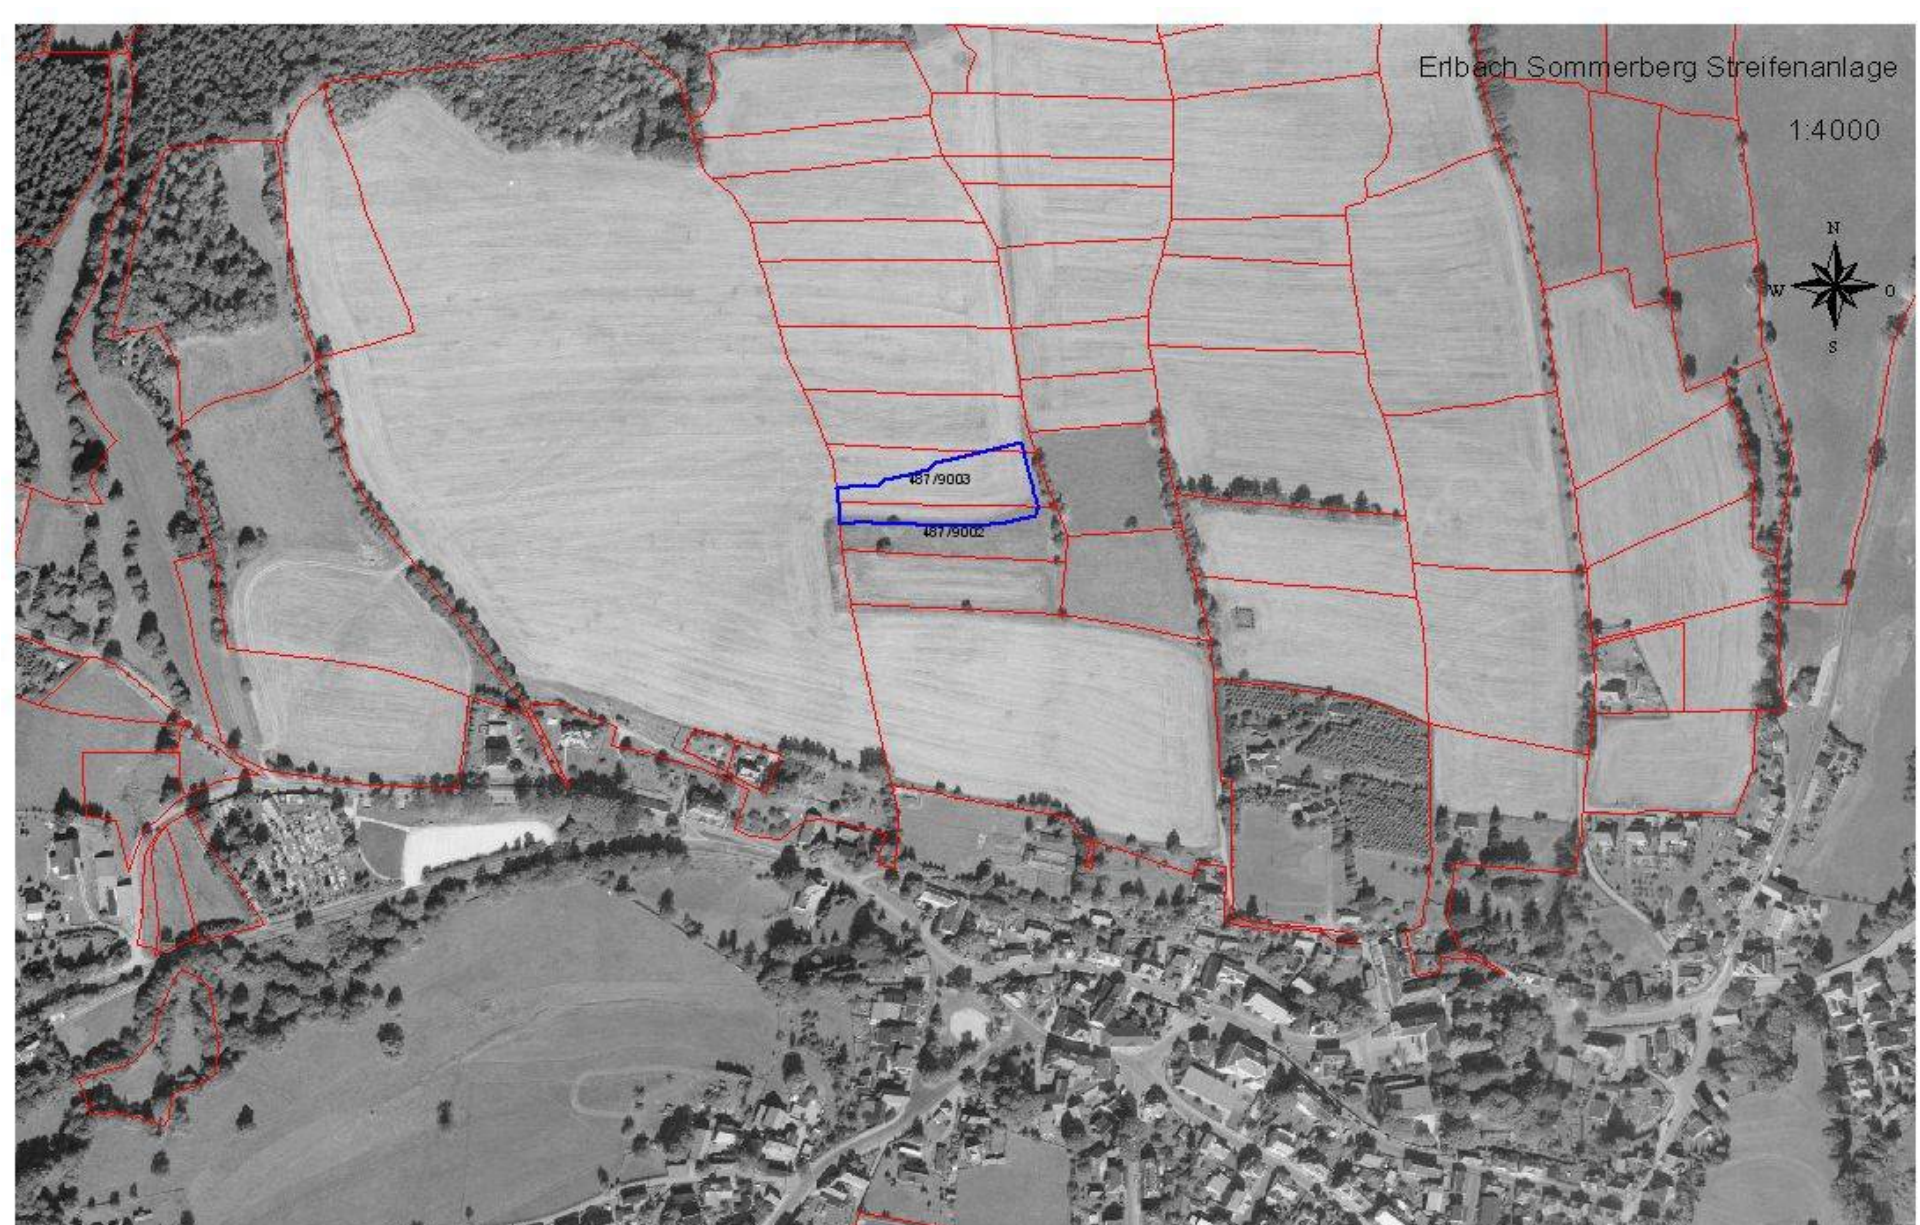 Erlbach Sommerberg Streifenanlage
1:4000
N
W
O
S
487/9003
487/9002